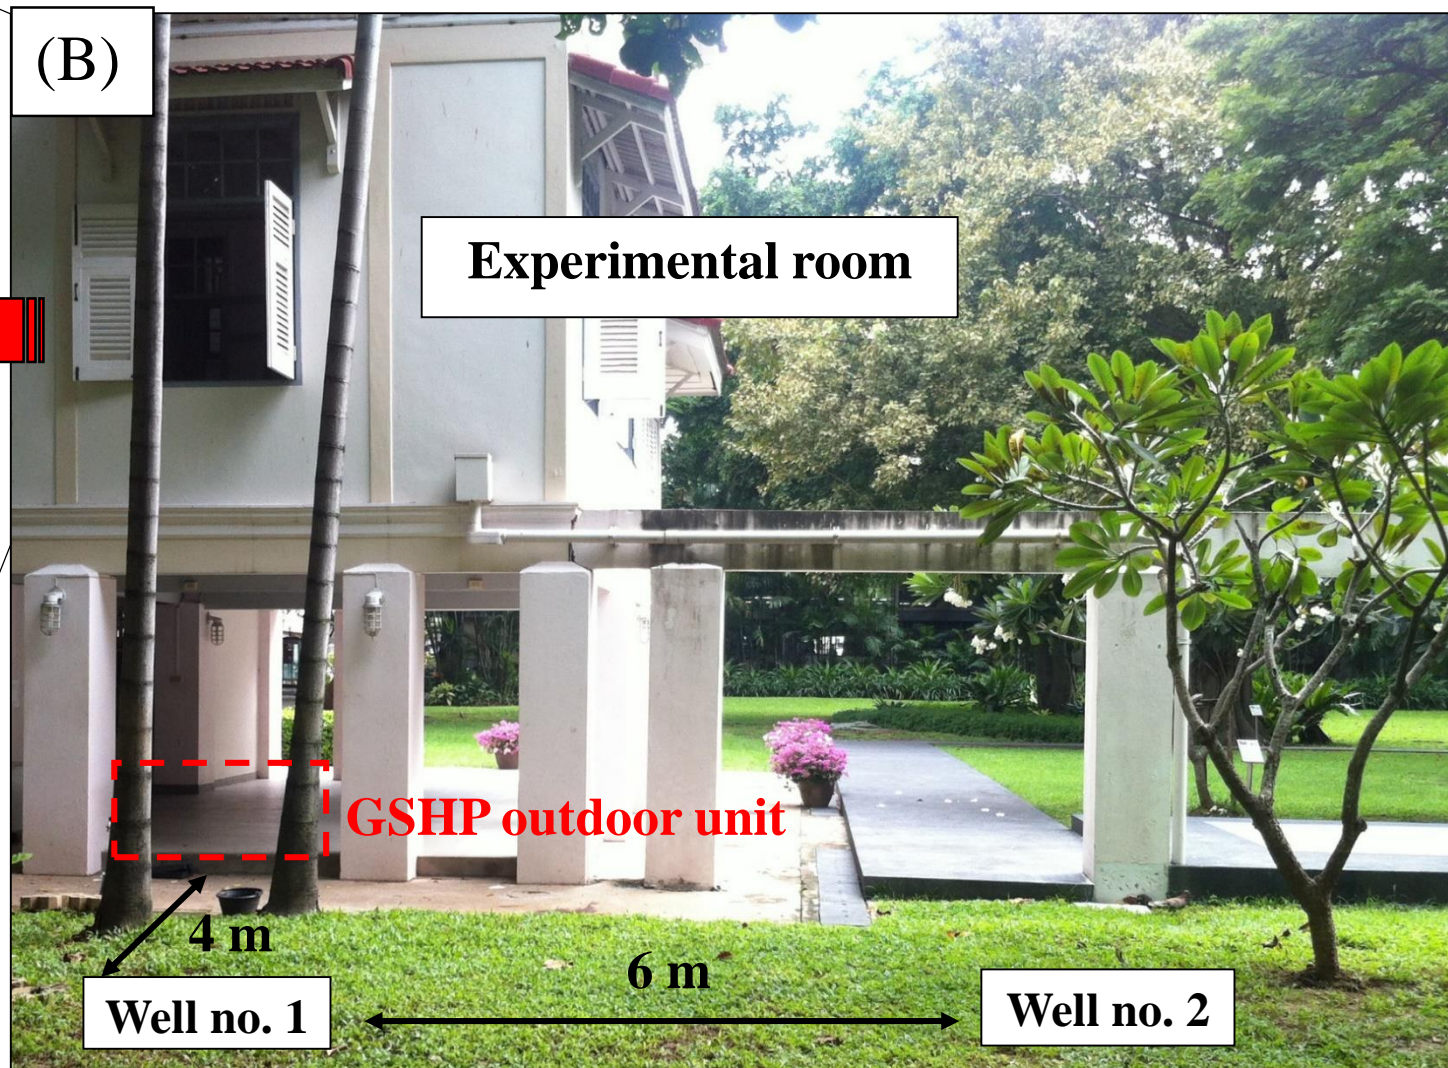 (B)
Experimental room
GSHP outdoor unit
4 m
6 m
Well no. 1
Well no. 2